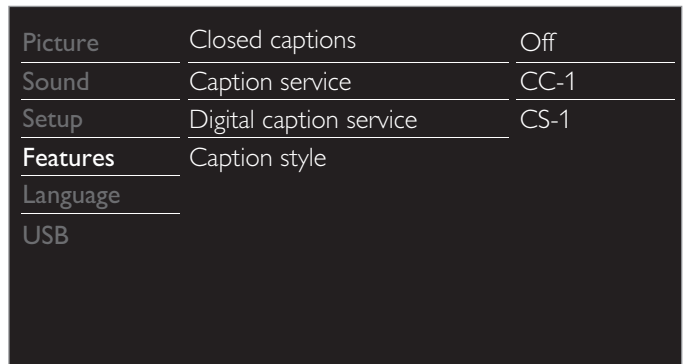 Picture Closed captions Off
Sound Caption service CC-1
Setup Digital caption service CS-1
Features Caption style
Language
USB